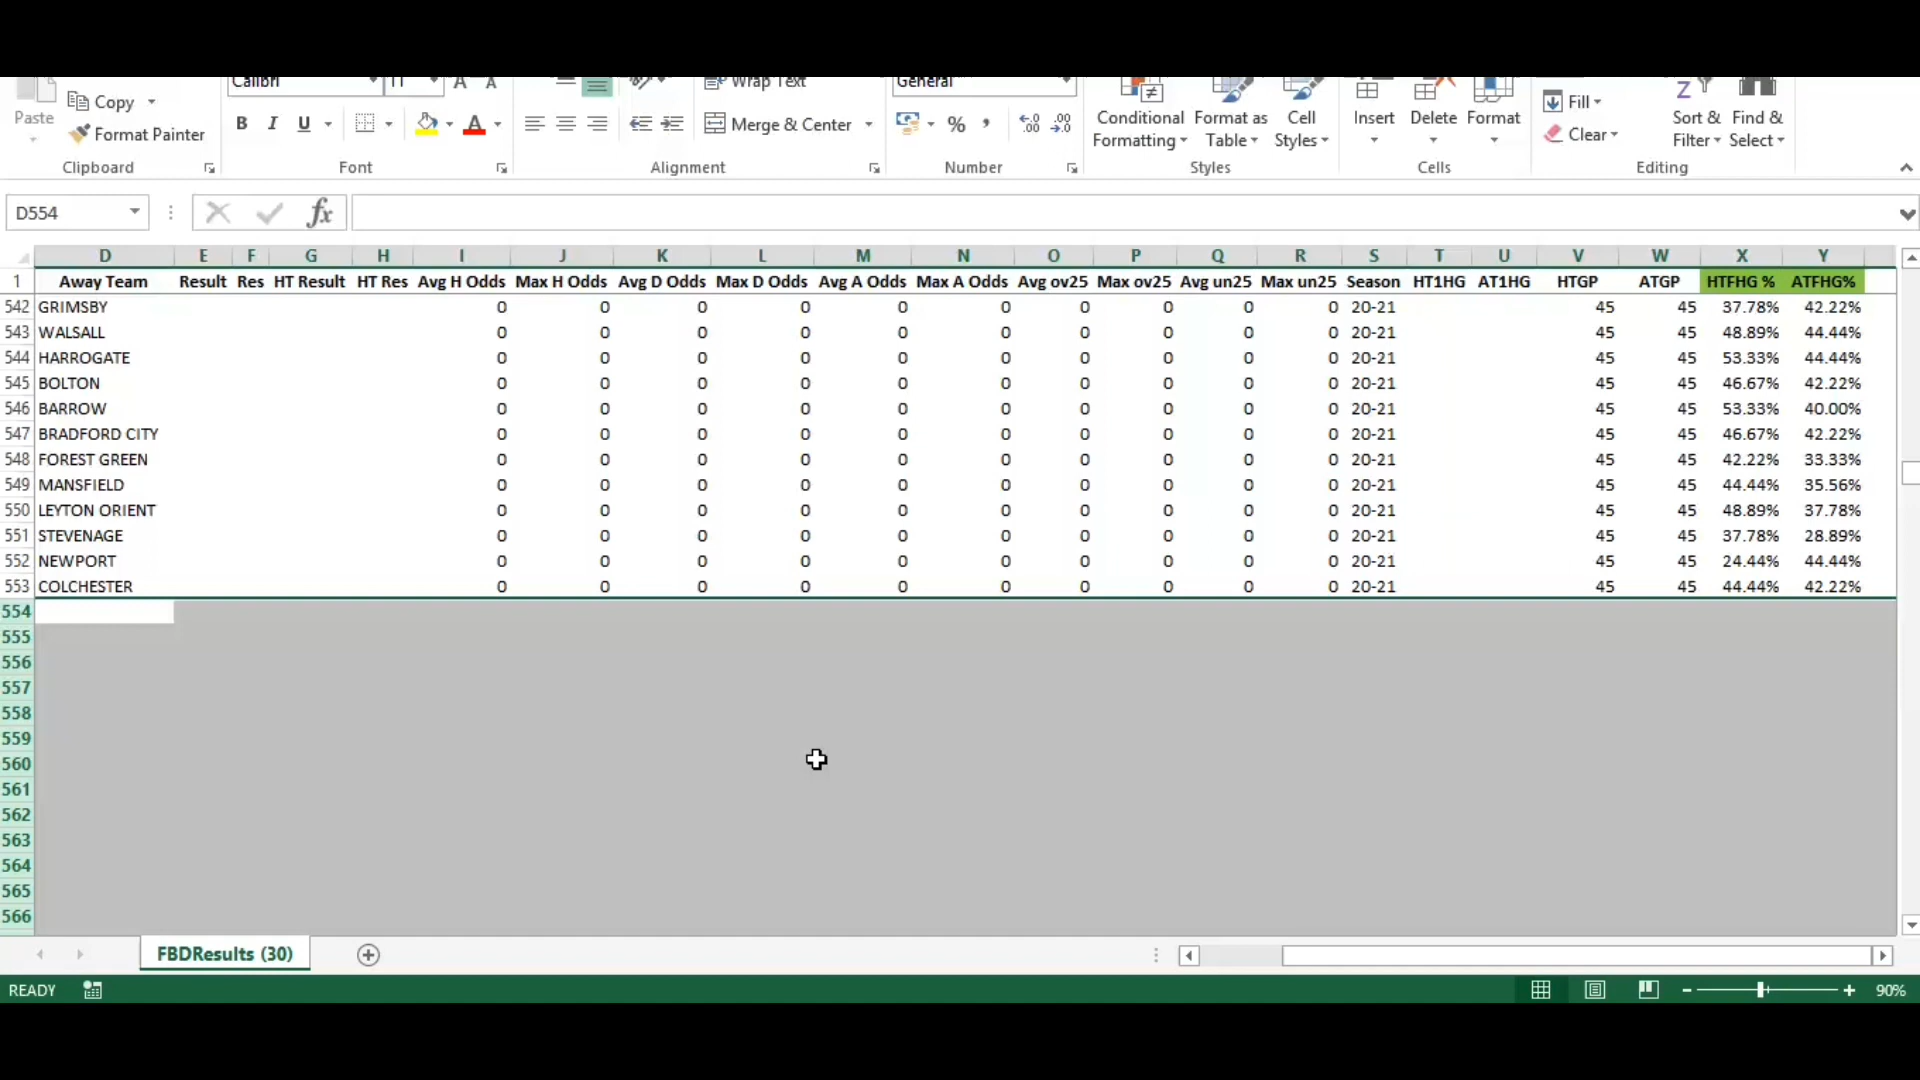 Calibri 11 A A Wrap Text General
Copy
Paste
Format Painter
B I U A Merge & Center % , Conditional Formatting Format as Table Cell Styles Insert Delete Format Fill Clear Sort & Filter Find & Select
Clipboard Font Alignment Number Styles Cells Editing
D554 fx
D E F G H I J K L M N O P Q R S T U V W X Y
1 Away Team Result Res HT Result HT Res Avg H Odds Max H Odds Avg D Odds Max D Odds Avg A Odds Max A Odds Avg ov25 Max ov25 Avg un25 Max un25 Season HT1HG AT1HG HTGP ATGP HTFHG % ATFHG%
542 GRIMSBY 0 0 0 0 0 0 0 0 0 0 20-21 45 45 37.78% 42.22%
543 WALSALL 0 0 0 0 0 0 0 0 0 0 20-21 45 45 48.89% 44.44%
544 HARROGATE 0 0 0 0 0 0 0 0 0 0 20-21 45 45 53.33% 44.44%
545 BOLTON 0 0 0 0 0 0 0 0 0 0 20-21 45 45 46.67% 42.22%
546 BARROW 0 0 0 0 0 0 0 0 0 0 20-21 45 45 53.33% 40.00%
547 BRADFORD CITY 0 0 0 0 0 0 0 0 0 0 20-21 45 45 46.67% 42.22%
548 FOREST GREEN 0 0 0 0 0 0 0 0 0 0 20-21 45 45 42.22% 33.33%
549 MANSFIELD 0 0 0 0 0 0 0 0 0 0 20-21 45 45 44.44% 35.56%
550 LEYTON ORIENT 0 0 0 0 0 0 0 0 0 0 20-21 45 45 48.89% 37.78%
551 STEVENAGE 0 0 0 0 0 0 0 0 0 0 20-21 45 45 37.78% 28.89%
552 NEWPORT 0 0 0 0 0 0 0 0 0 0 20-21 45 45 24.44% 44.44%
553 COLCHESTER 0 0 0 0 0 0 0 0 0 0 20-21 45 45 44.44% 42.22%
554
555
556
557
558
559
560
561
562
563
564
565
566
FBDResults (30)
READY 90%